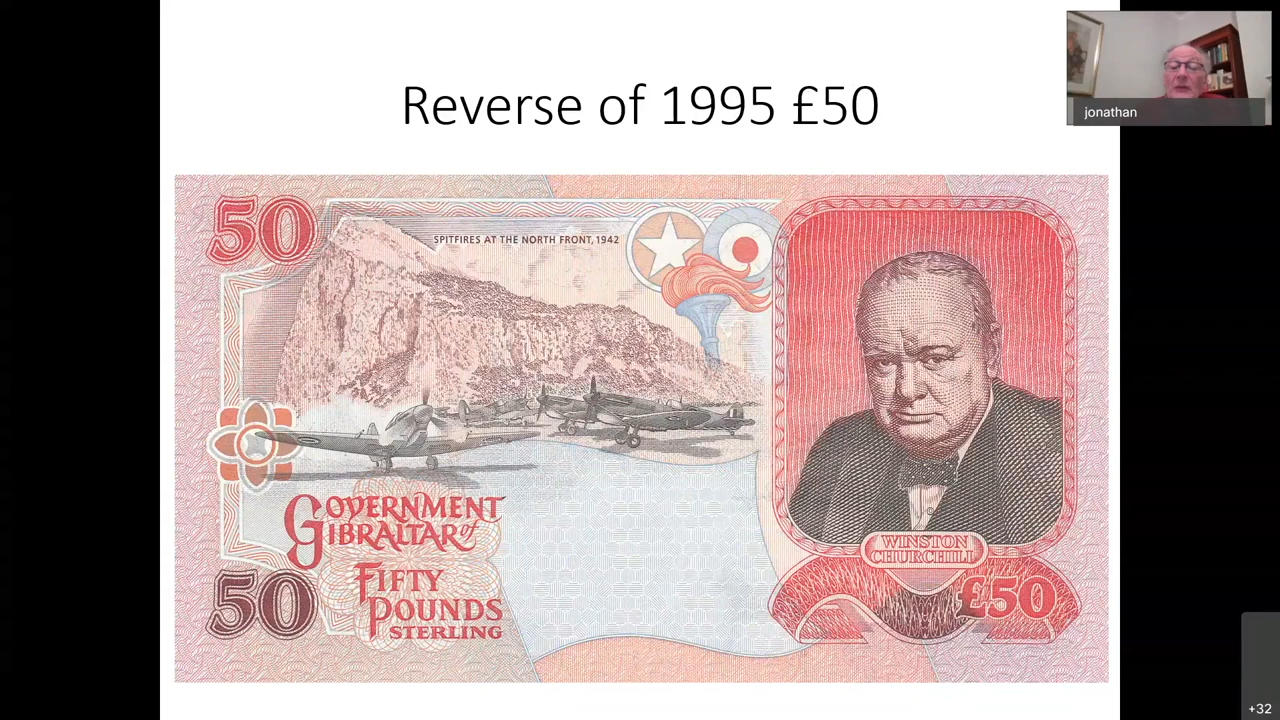 Reverse of 1995 £50
jonathan
50
SPITFIRES AT THE NORTH FRONT, 1942
GOVERNMENT
GIBRALTAR of
50
FIFTY
POUNDS
STERLING
WINSTON
CHURCHILL
£50
+32